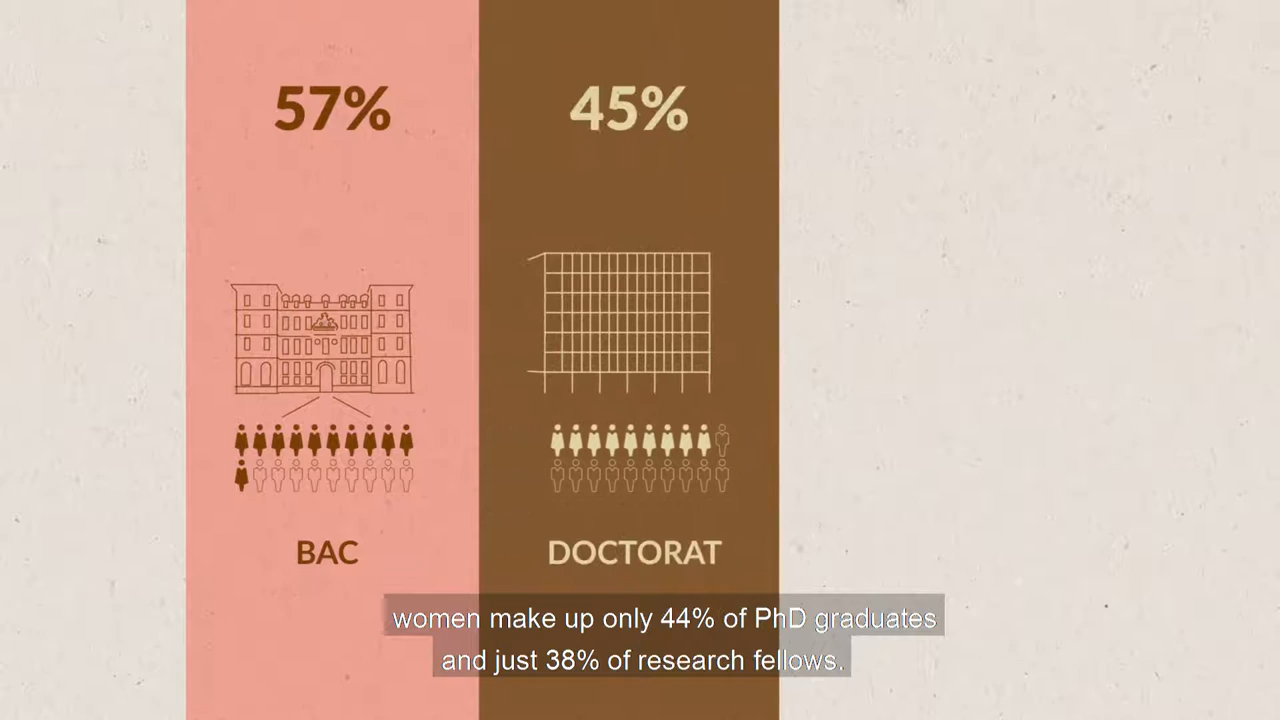 57%
45%
BAC
DOCTORAT
women make up only 44% of PhD graduates
and just 38% of research fellows.